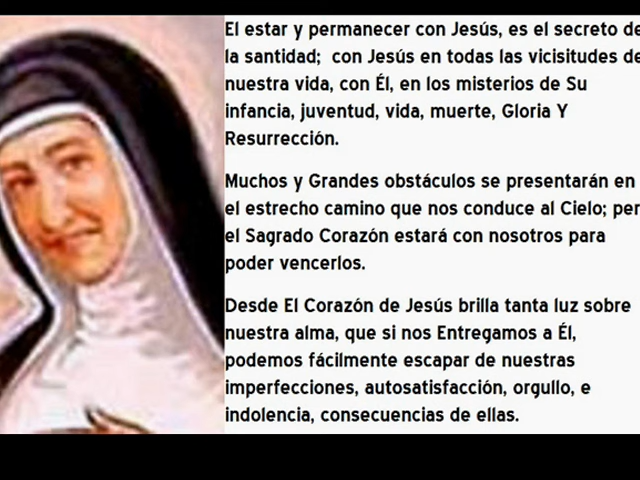 El estar y permanecer con Jesús, es el secreto de
la santidad; con Jesús en todas las vicisitudes de
nuestra vida, con Él, en los misterios de Su
infancia, juventud, vida, muerte, Gloria Y
Resurrección.
Muchos y Grandes obstáculos se presentarán en
el estrecho camino que nos conduce al Cielo; per
el Sagrado Corazón estará con nosotros para
poder vencerlos.
Desde El Corazón de Jesús brilla tanta luz sobre
nuestra alma, que si nos Entregamos a Él,
podemos fácilmente escapar de nuestras
imperfecciones, autosatisfacción, orgullo, e
indolencia, consecuencias de ellas.